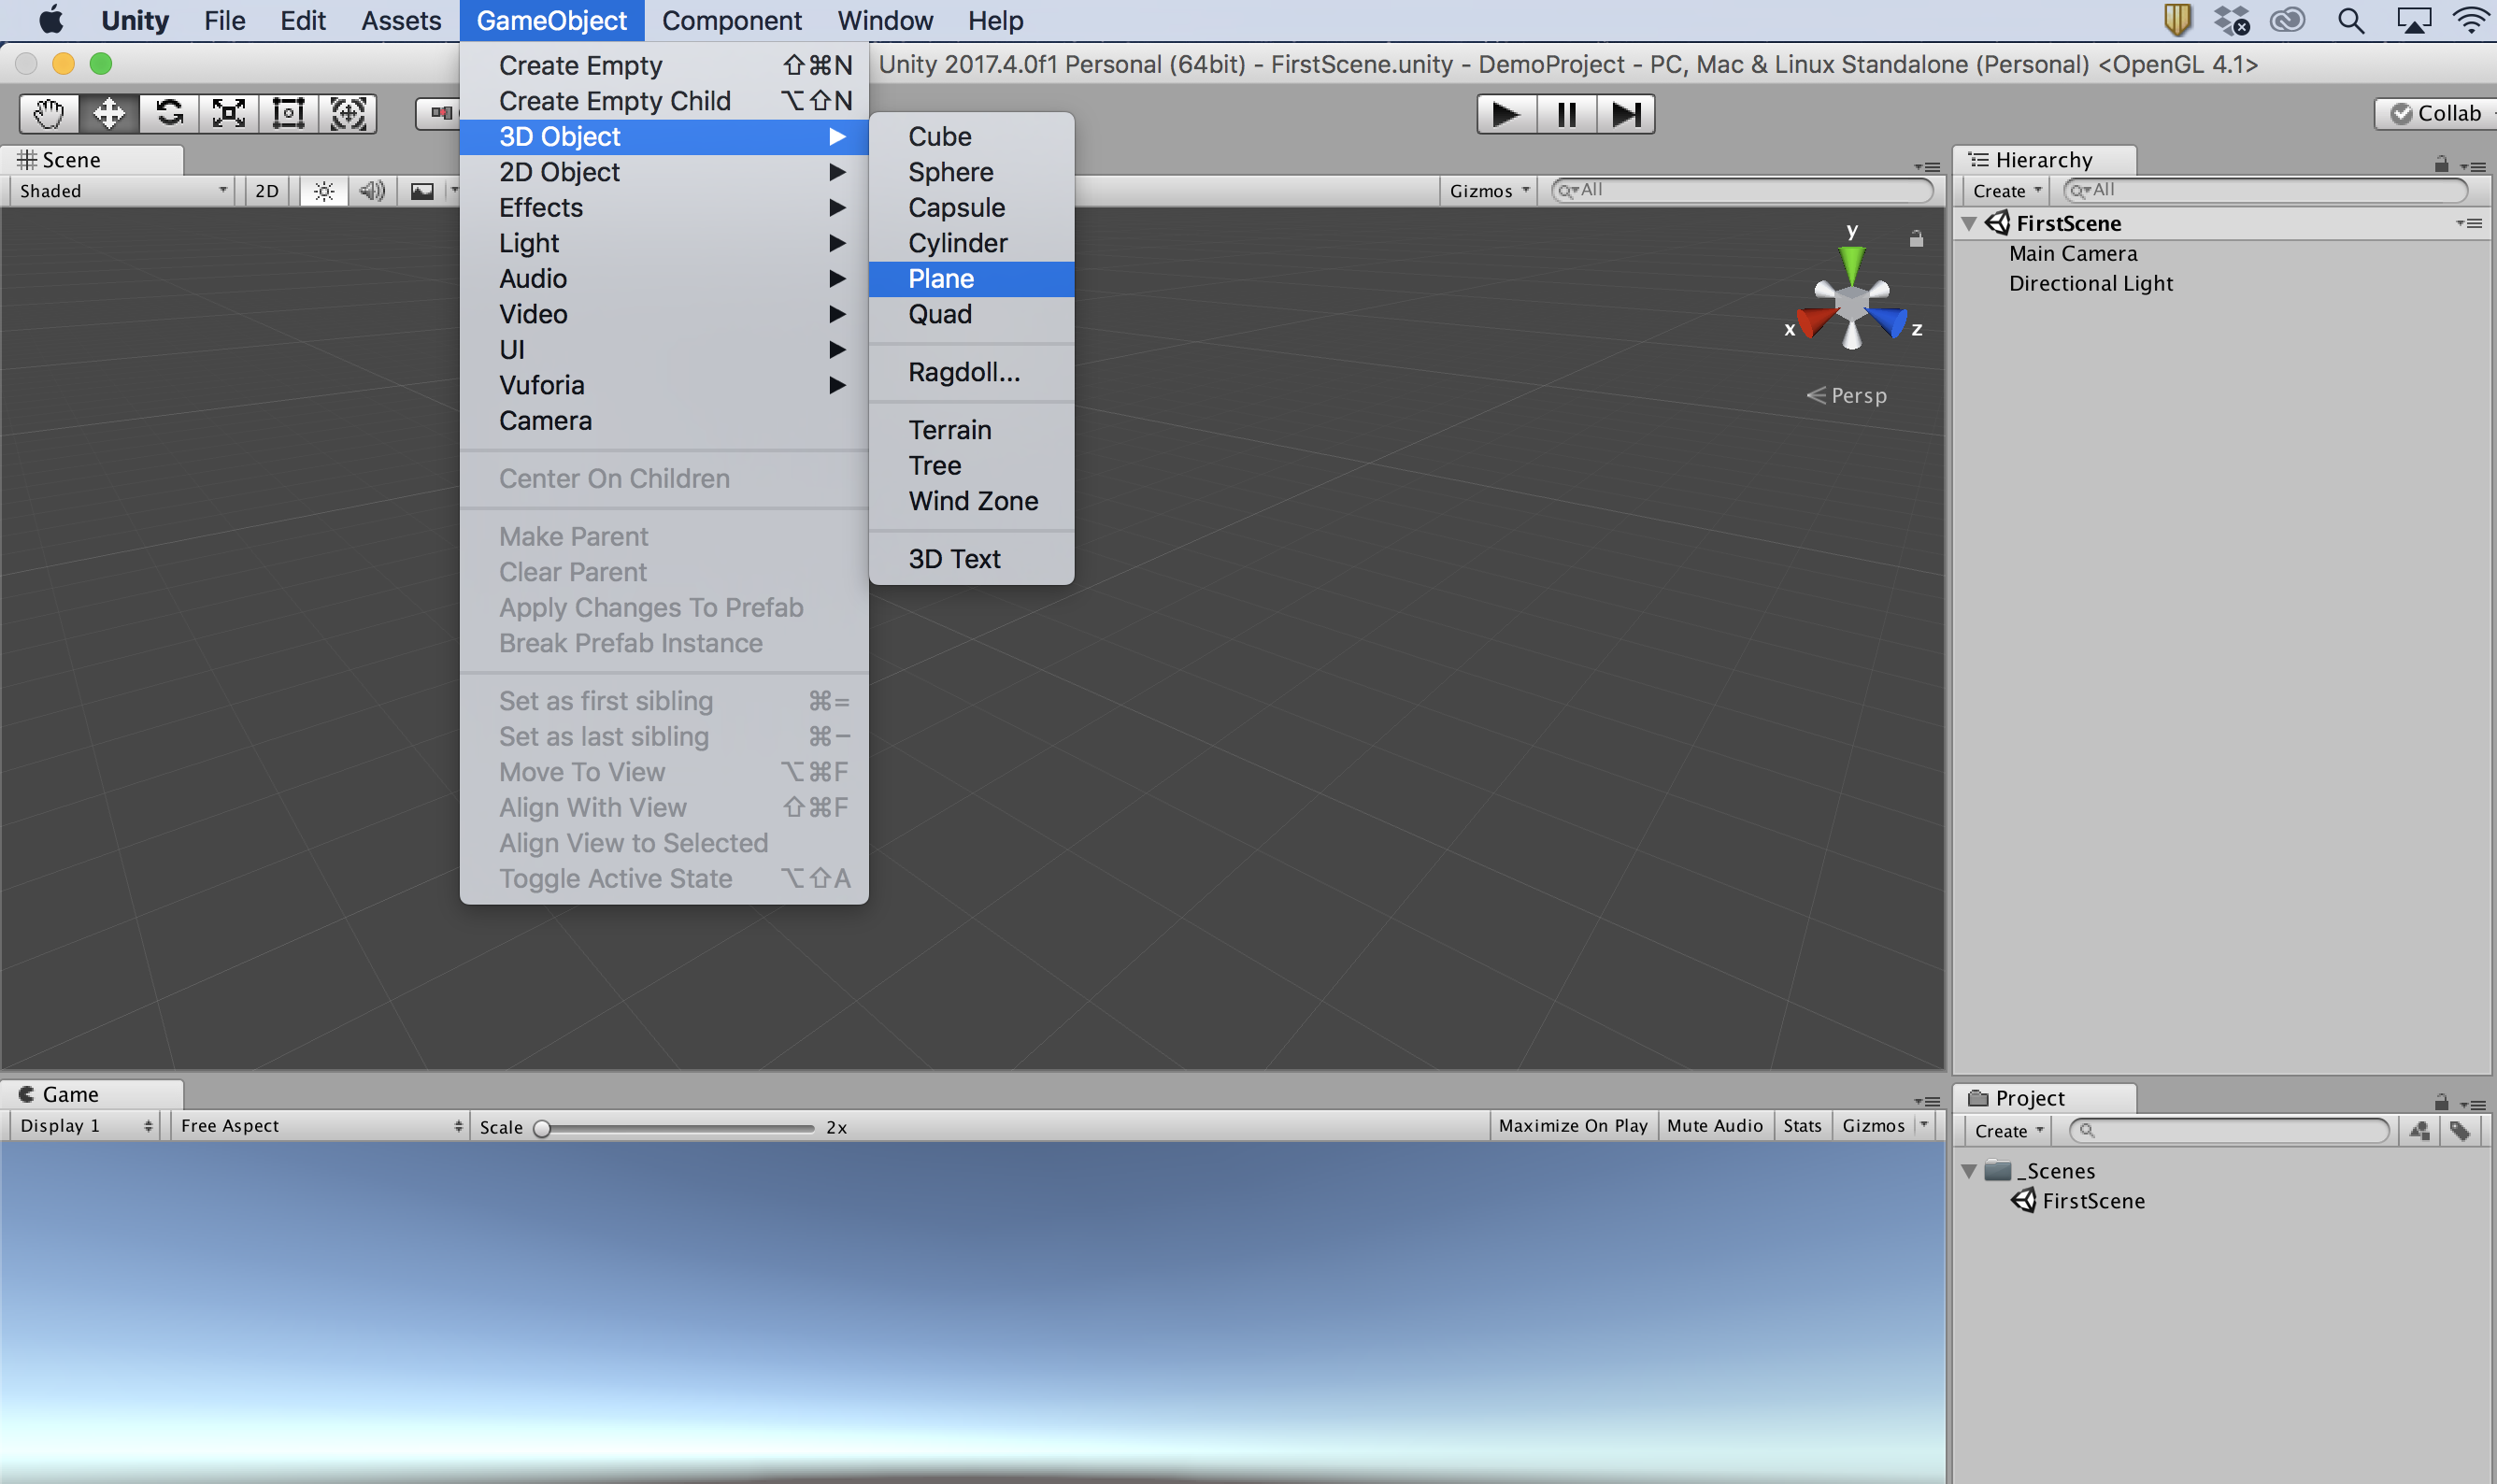 Unity File Edit Assets GameObject Component Window Help
Unity 2017.4.0f1 Personal (64bit) - FirstScene.unity - DemoProject - PC, Mac & Linux Standalone (Personal) <OpenGL 4.1>
Collab
Create Empty ⇧⌘N
Create Empty Child ⌥⇧N
3D Object
2D Object
Effects
Light
Audio
Video
UI
Vuforia
Camera
Center On Children
Make Parent
Clear Parent
Apply Changes To Prefab
Break Prefab Instance
Set as first sibling ⌘=
Set as last sibling ⌘−
Move To View ⌥⌘F
Align With View ⇧⌘F
Align View to Selected
Toggle Active State ⌥⇧A
Cube
Sphere
Capsule
Cylinder
Plane
Quad
Ragdoll...
Terrain
Tree
Wind Zone
3D Text
Scene
Shaded 2D Gizmos All
y
x z
Persp
Hierarchy
Create All
FirstScene
Main Camera
Directional Light
Game
Display 1 Free Aspect Scale 2x Maximize On Play Mute Audio Stats Gizmos
Project
Create
_Scenes
FirstScene